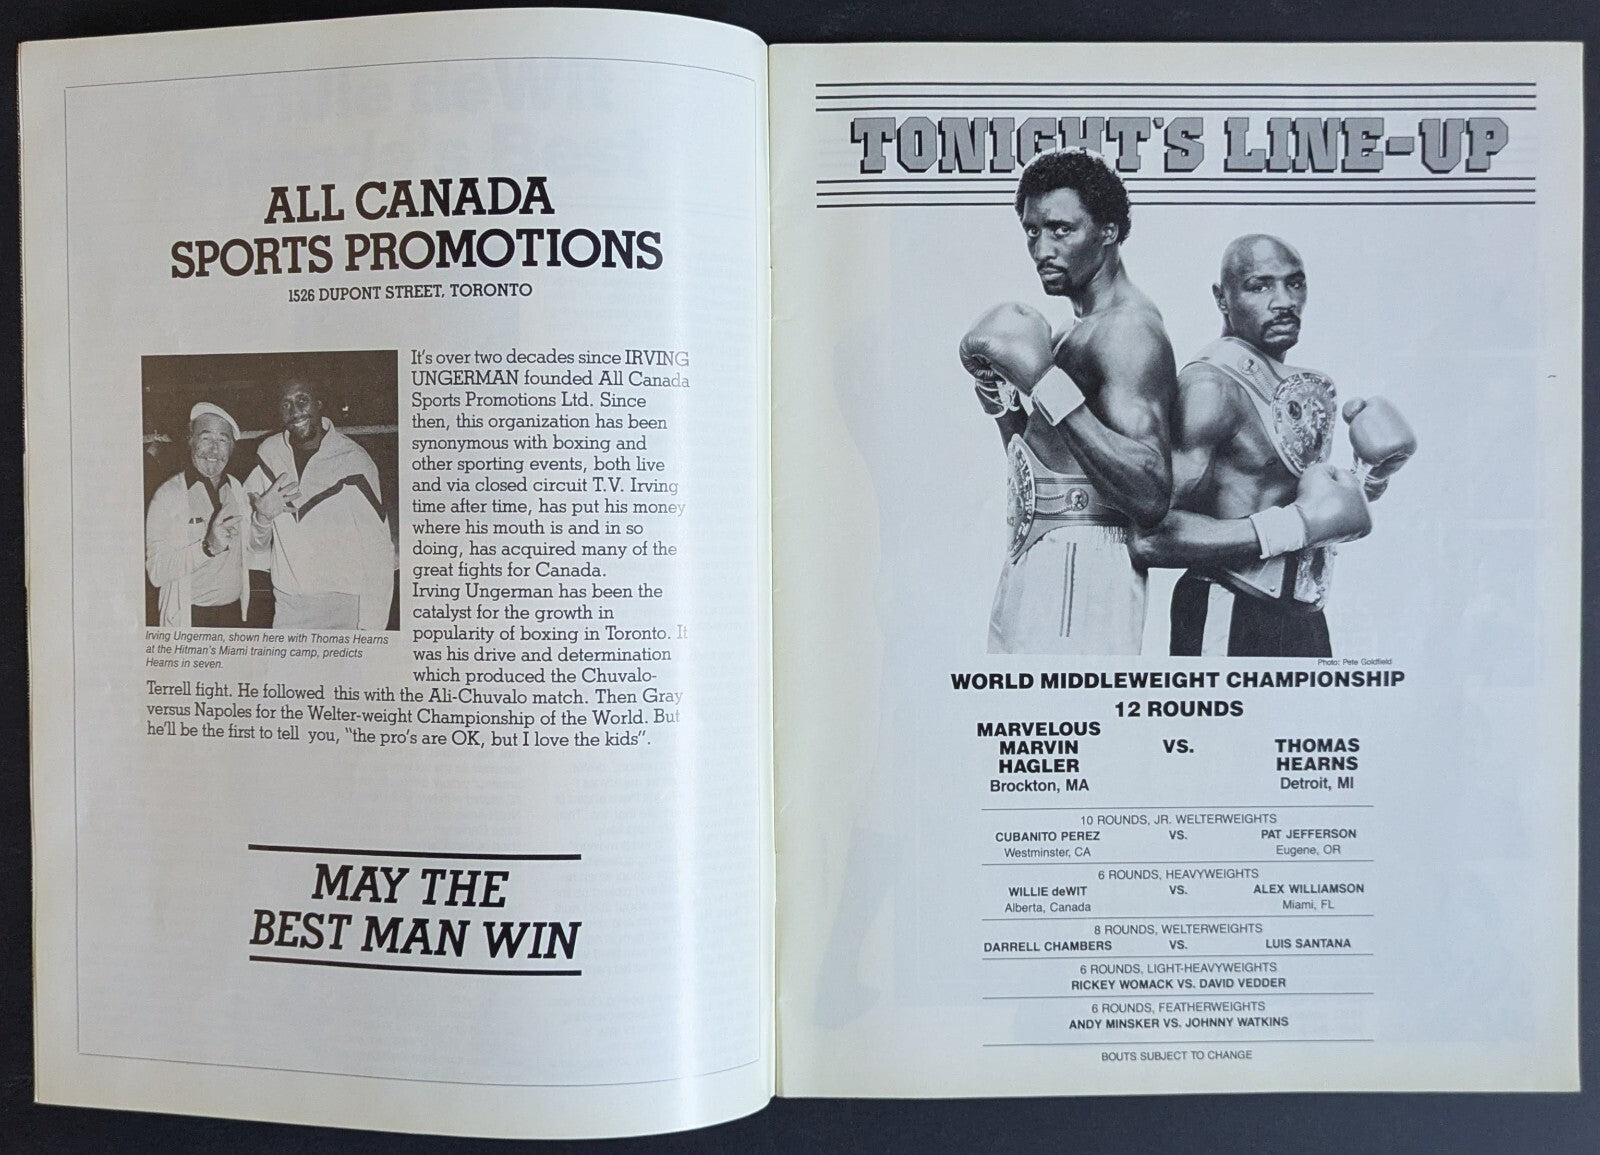 ALL CANADA
SPORTS PROMOTIONS
1526 DUPONT STREET, TORONTO
It's over two decades since IRVING
UNGERMAN founded All Canada
Sports Promotions Ltd. Since
then, this organization has been
synonymous with boxing and
other sporting events, both live
and via closed circuit T.V. Irving
time after time, has put his money
where his mouth is and in so
doing, has acquired many of the
great fights for Canada.
Irving Ungerman has been the
catalyst for the growth in
popularity of boxing in Toronto. It
was his drive and determination
which produced the Chuvalo-
Terrell fight. He followed this with the Ali-Chuvalo match. Then Gray
versus Napoles for the Welter-weight Championship of the World. But
he'll be the first to tell you, "the pro's are OK, but I love the kids".
Irving Ungerman, shown here with Thomas Hearns
at the Hitman's Miami training camp, predicts
Hearns in seven.
MAY THE
BEST MAN WIN
TONIGHT'S LINE-UP
Photo: Pete Goldfield
WORLD MIDDLEWEIGHT CHAMPIONSHIP
12 ROUNDS
MARVELOUS
MARVIN
HAGLER
Brockton, MA
VS.
THOMAS
HEARNS
Detroit, MI
10 ROUNDS, JR. WELTERWEIGHTS
CUBANITO PEREZ VS. PAT JEFFERSON
Westminster, CA Eugene, OR
6 ROUNDS, HEAVYWEIGHTS
WILLIE deWIT VS. ALEX WILLIAMSON
Alberta, Canada Miami, FL
8 ROUNDS, WELTERWEIGHTS
DARRELL CHAMBERS VS. LUIS SANTANA
6 ROUNDS, LIGHT-HEAVYWEIGHTS
RICKEY WOMACK VS. DAVID VEDDER
6 ROUNDS, FEATHERWEIGHTS
ANDY MINSKER VS. JOHNNY WATKINS
BOUTS SUBJECT TO CHANGE